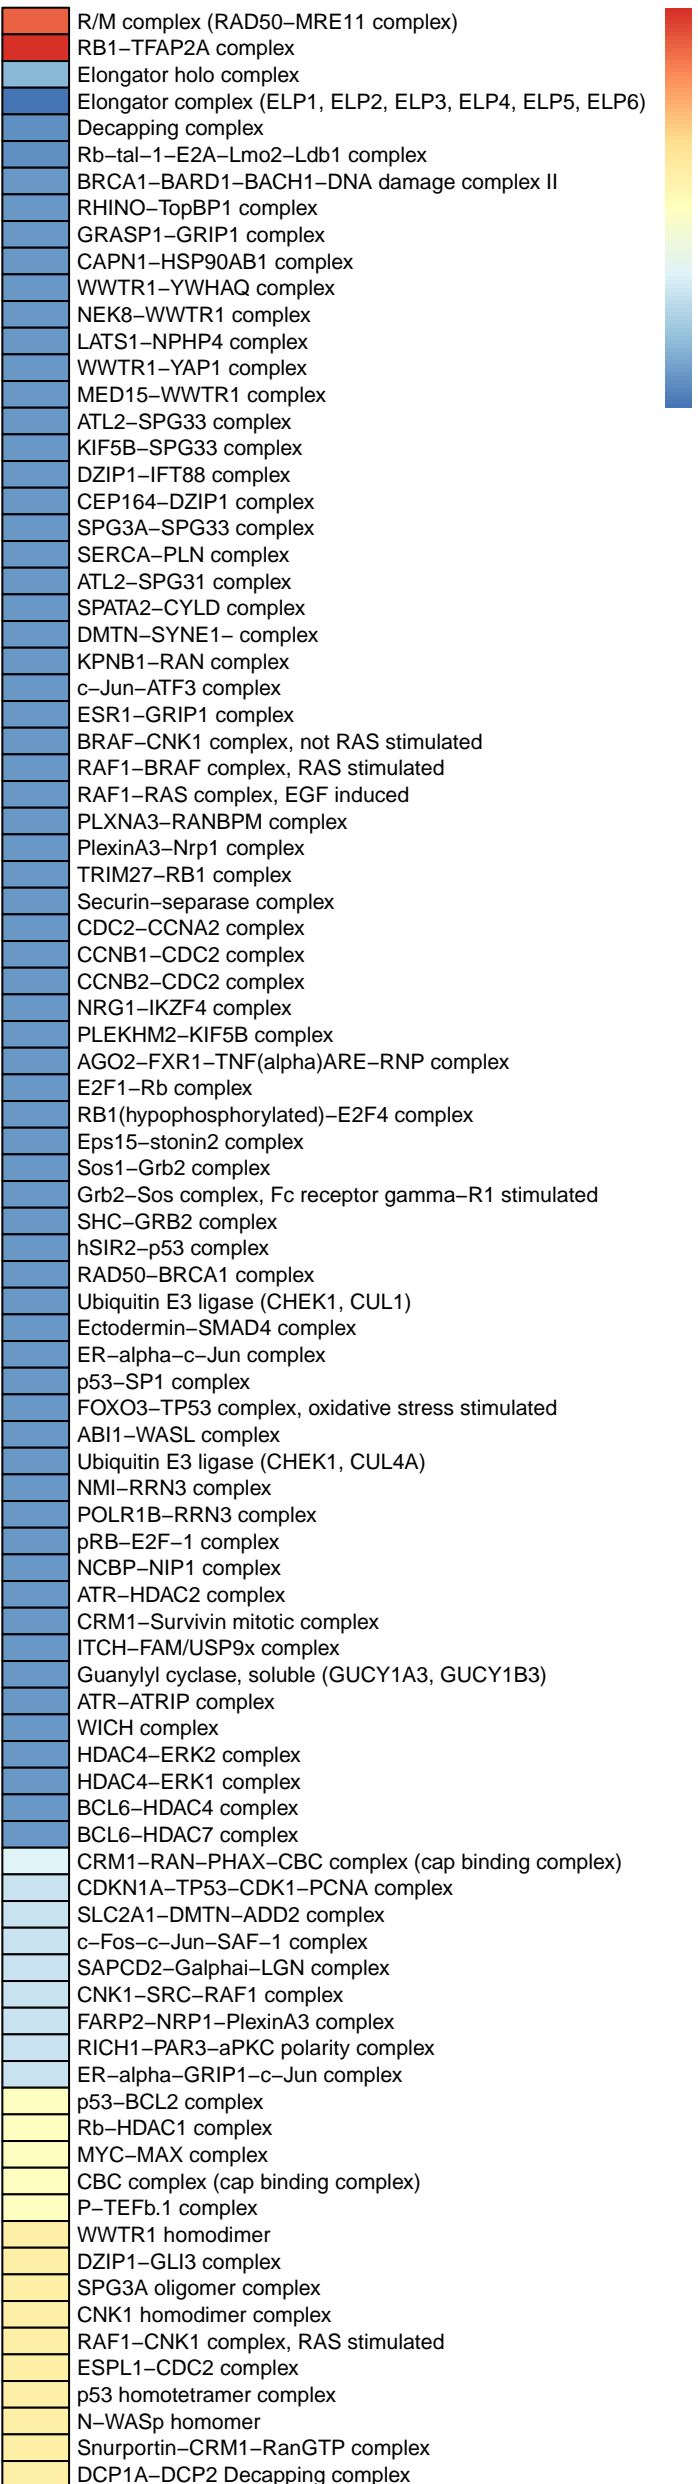 R/M complex (RAD50−MRE11 complex)
RB1−TFAP2A complex
Elongator holo complex
Elongator complex (ELP1, ELP2, ELP3, ELP4, ELP5, ELP6)
Decapping complex
Rb−tal−1−E2A−Lmo2−Ldb1 complex
BRCA1−BARD1−BACH1−DNA damage complex II
RHINO−TopBP1 complex
GRASP1−GRIP1 complex
CAPN1−HSP90AB1 complex
WWTR1−YWHAQ complex
NEK8−WWTR1 complex
LATS1−NPHP4 complex
WWTR1−YAP1 complex
MED15−WWTR1 complex
ATL2−SPG33 complex
KIF5B−SPG33 complex
DZIP1−IFT88 complex
CEP164−DZIP1 complex
SPG3A−SPG33 complex
SERCA−PLN complex
ATL2−SPG31 complex
SPATA2−CYLD complex
DMTN−SYNE1− complex
KPNB1−RAN complex
c−Jun−ATF3 complex
ESR1−GRIP1 complex
BRAF−CNK1 complex, not RAS stimulated
RAF1−BRAF complex, RAS stimulated
RAF1−RAS complex, EGF induced
PLXNA3−RANBPM complex
PlexinA3−Nrp1 complex
TRIM27−RB1 complex
Securin−separase complex
CDC2−CCNA2 complex
CCNB1−CDC2 complex
CCNB2−CDC2 complex
NRG1−IKZF4 complex
PLEKHM2−KIF5B complex
AGO2−FXR1−TNF(alpha)ARE−RNP complex
E2F1−Rb complex
RB1(hypophosphorylated)−E2F4 complex
Eps15−stonin2 complex
Sos1−Grb2 complex
Grb2−Sos complex, Fc receptor gamma−R1 stimulated
SHC−GRB2 complex
hSIR2−p53 complex
RAD50−BRCA1 complex
Ubiquitin E3 ligase (CHEK1, CUL1)
Ectodermin−SMAD4 complex
ER−alpha−c−Jun complex
p53−SP1 complex
FOXO3−TP53 complex, oxidative stress stimulated
ABI1−WASL complex
Ubiquitin E3 ligase (CHEK1, CUL4A)
NMI−RRN3 complex
POLR1B−RRN3 complex
pRB−E2F−1 complex
NCBP−NIP1 complex
ATR−HDAC2 complex
CRM1−Survivin mitotic complex
ITCH−FAM/USP9x complex
Guanylyl cyclase, soluble (GUCY1A3, GUCY1B3)
ATR−ATRIP complex
WICH complex
HDAC4−ERK2 complex
HDAC4−ERK1 complex
BCL6−HDAC4 complex
BCL6−HDAC7 complex
CRM1−RAN−PHAX−CBC complex (cap binding complex)
CDKN1A−TP53−CDK1−PCNA complex
SLC2A1−DMTN−ADD2 complex
c−Fos−c−Jun−SAF−1 complex
SAPCD2−Galphai−LGN complex
CNK1−SRC−RAF1 complex
FARP2−NRP1−PlexinA3 complex
RICH1−PAR3−aPKC polarity complex
ER−alpha−GRIP1−c−Jun complex
p53−BCL2 complex
Rb−HDAC1 complex
MYC−MAX complex
CBC complex (cap binding complex)
P−TEFb.1 complex
WWTR1 homodimer
DZIP1−GLI3 complex
SPG3A oligomer complex
CNK1 homodimer complex
RAF1−CNK1 complex, RAS stimulated
ESPL1−CDC2 complex
p53 homotetramer complex
N−WASp homomer
Snurportin−CRM1−RanGTP complex
DCP1A−DCP2 Decapping complex